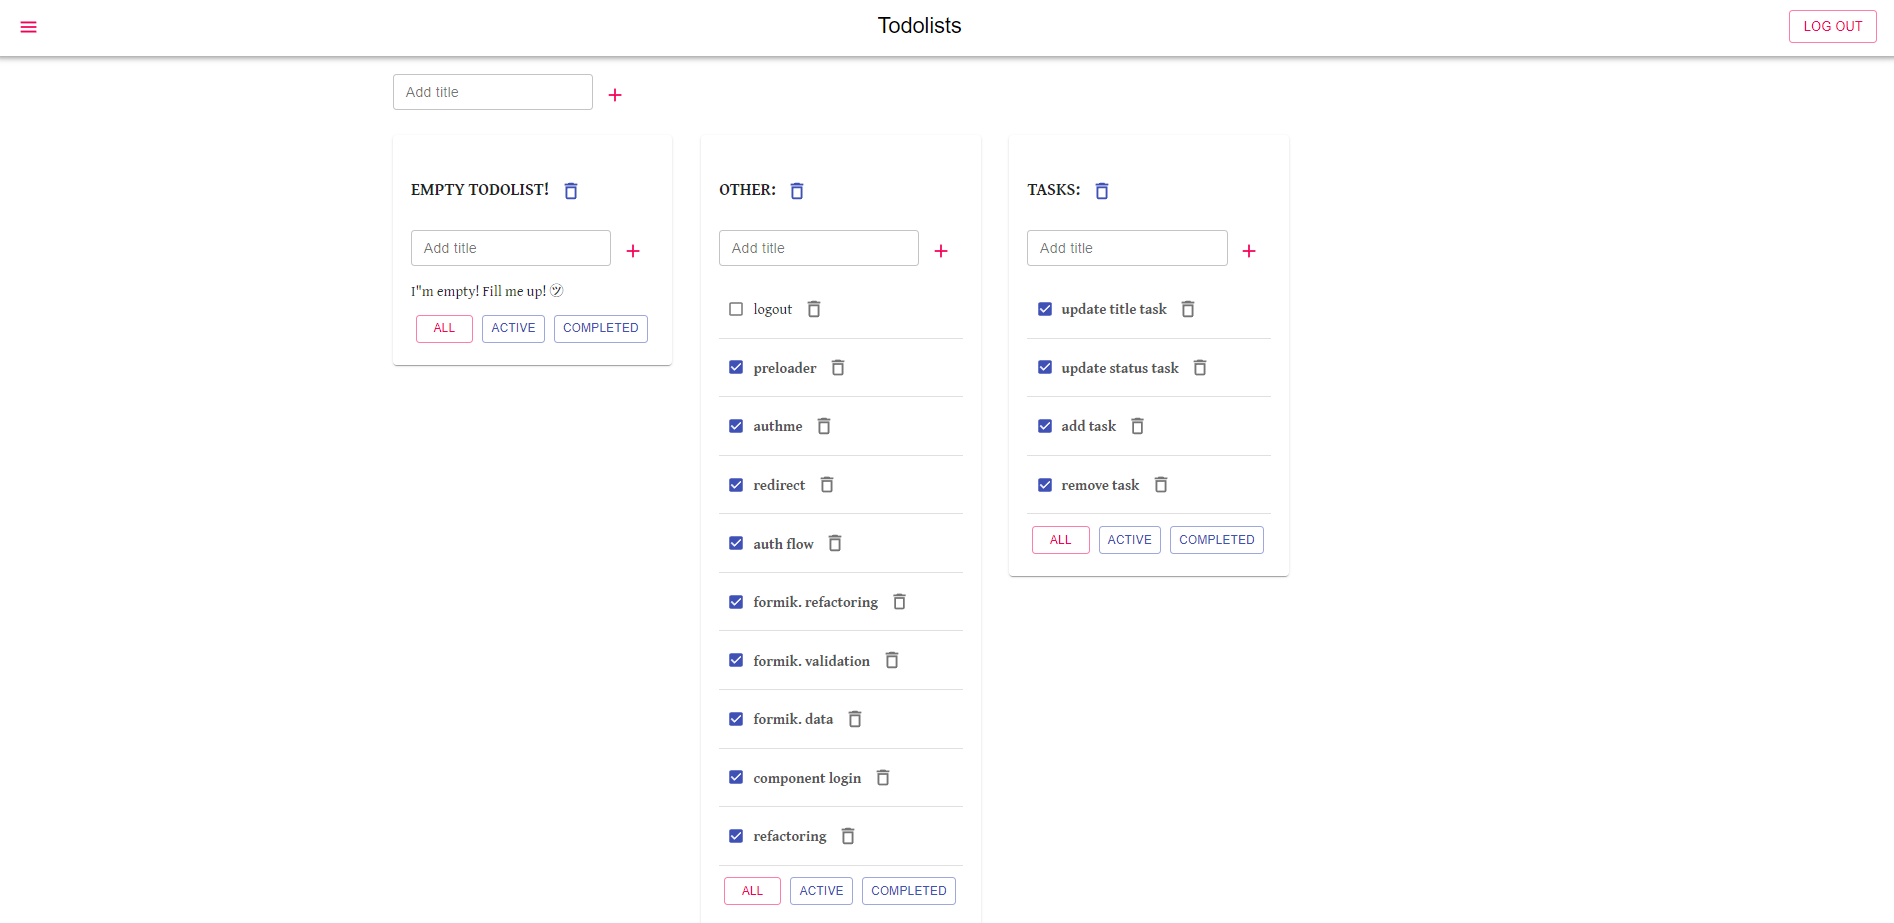 Todolists
LOG OUT
Add title
EMPTY TODOLIST!
Add title
I"m empty! Fill me up! ㋡
ALL ACTIVE COMPLETED
OTHER:
Add title
logout
preloader
authme
redirect
auth flow
formik. refactoring
formik. validation
formik. data
component login
refactoring
ALL ACTIVE COMPLETED
TASKS:
Add title
update title task
update status task
add task
remove task
ALL ACTIVE COMPLETED